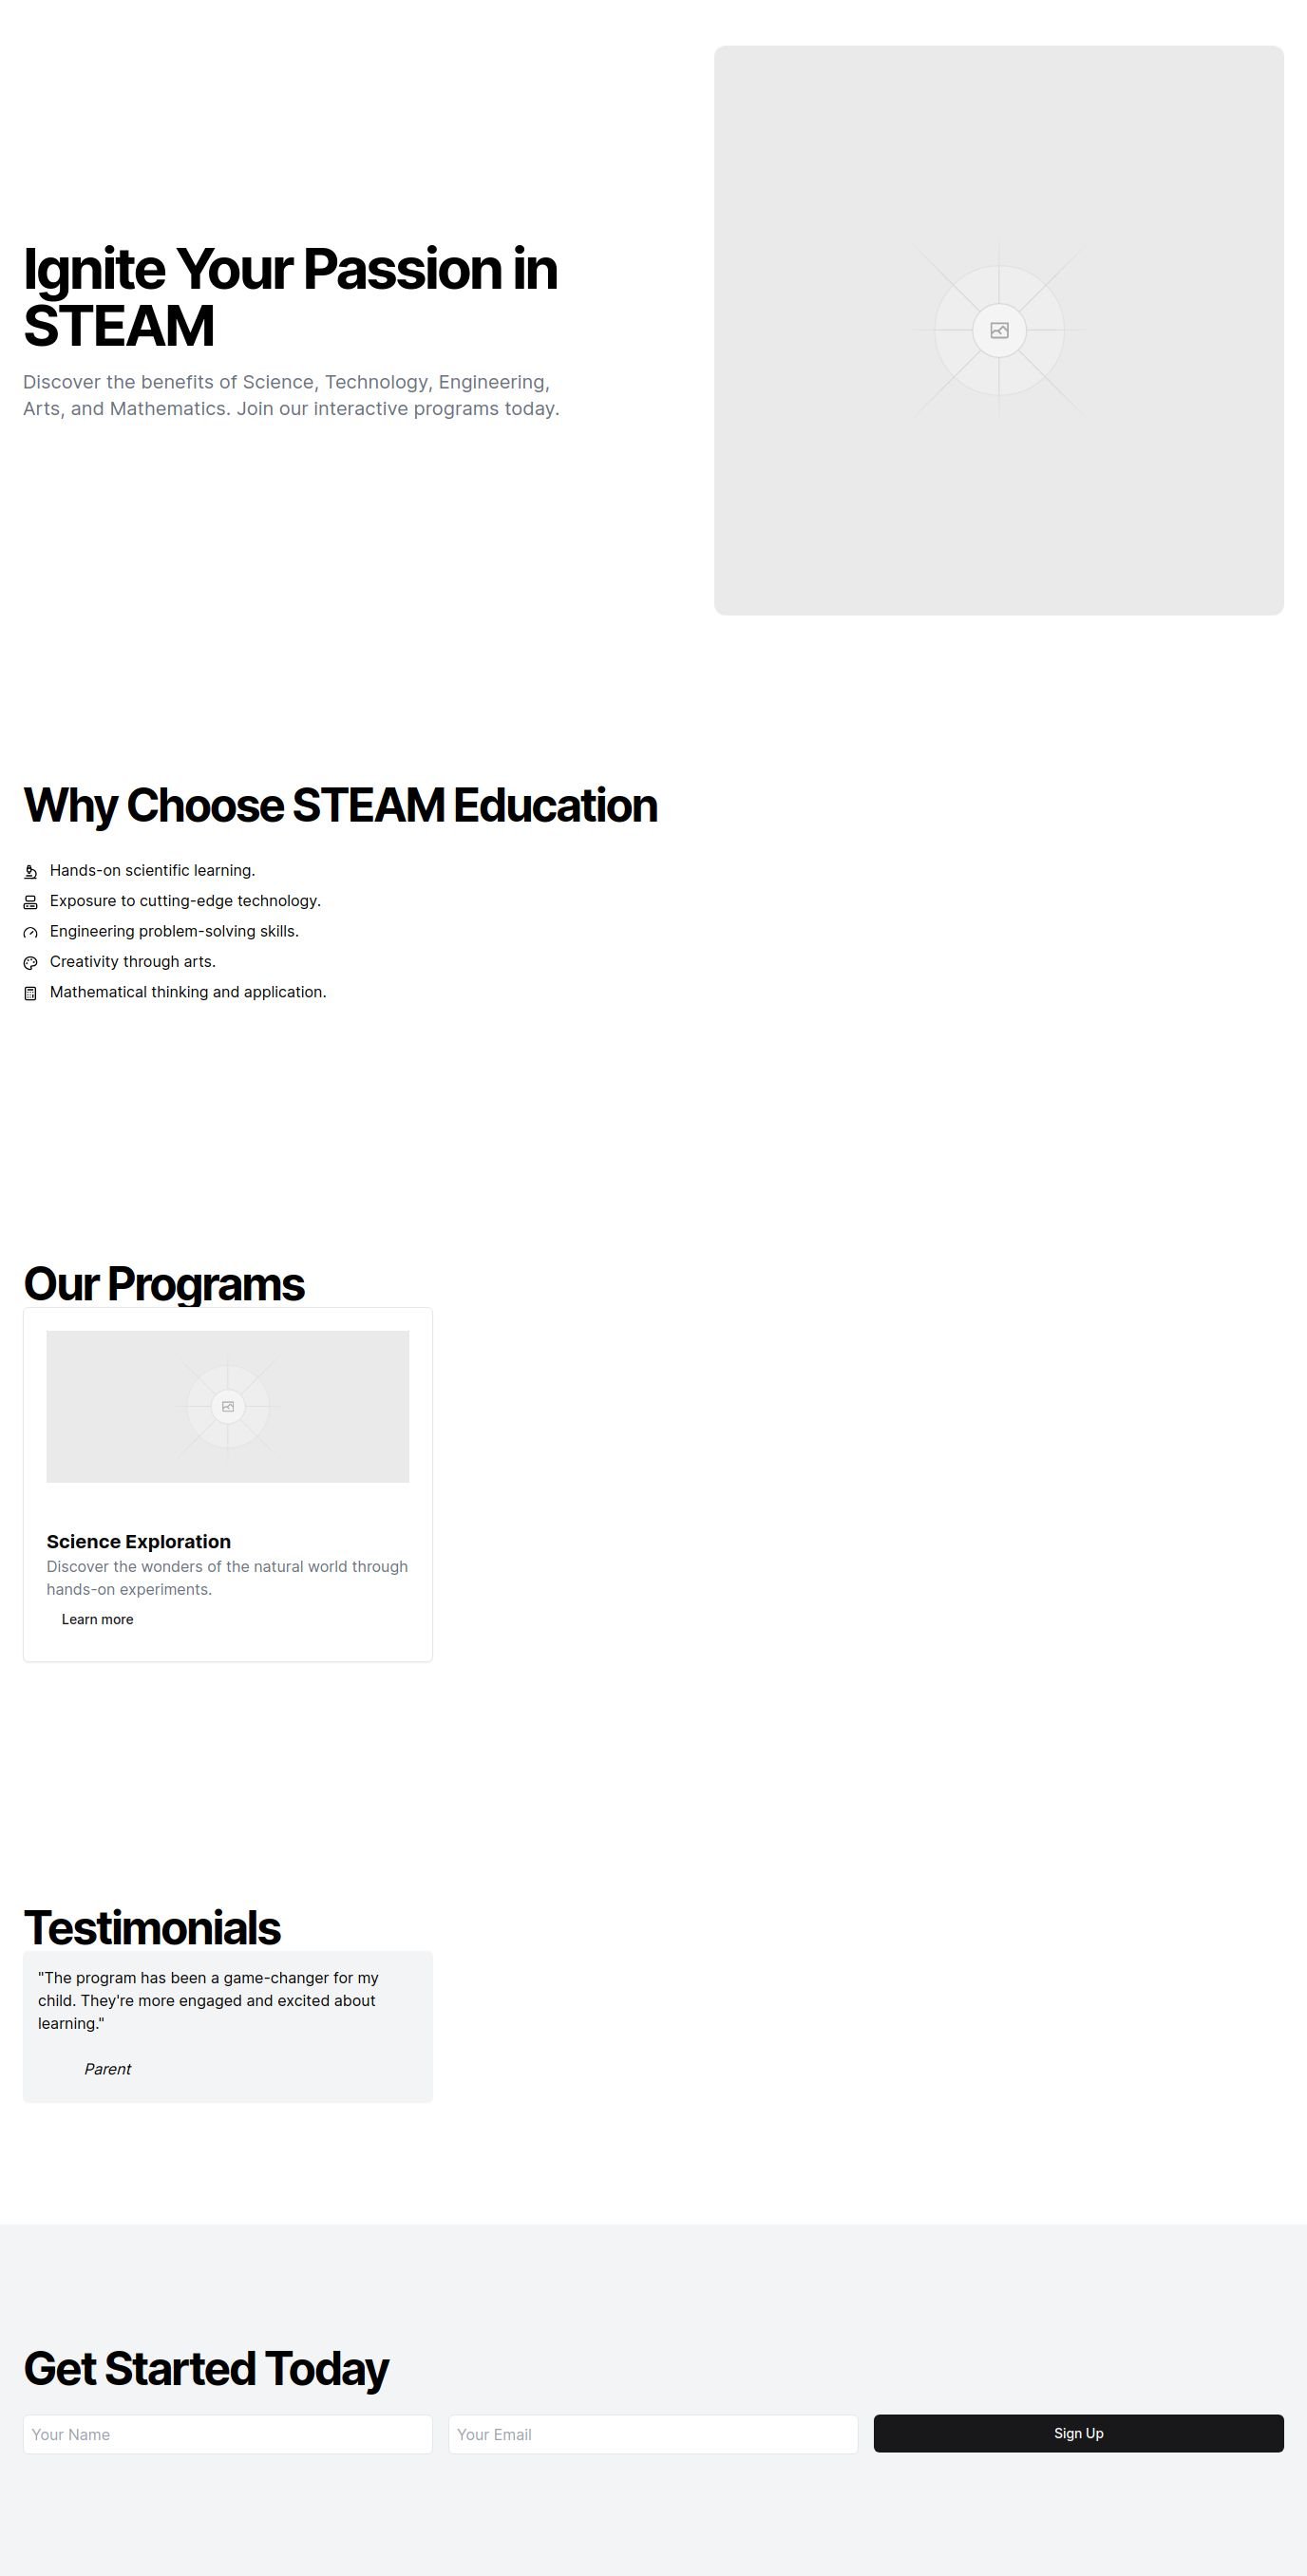 Ignite Your Passion in
STEAM
Discover the benefits of Science, Technology, Engineering,
Arts, and Mathematics. Join our interactive programs today.
Why Choose STEAM Education
Hands-on scientific learning.
Exposure to cutting-edge technology.
Engineering problem-solving skills.
Creativity through arts.
Mathematical thinking and application.
Our Programs
Science Exploration
Discover the wonders of the natural world through
hands-on experiments.
Learn more
Testimonials
"The program has been a game-changer for my
child. They're more engaged and excited about
learning."
Parent
Get Started Today
Your Name
Your Email
Sign Up